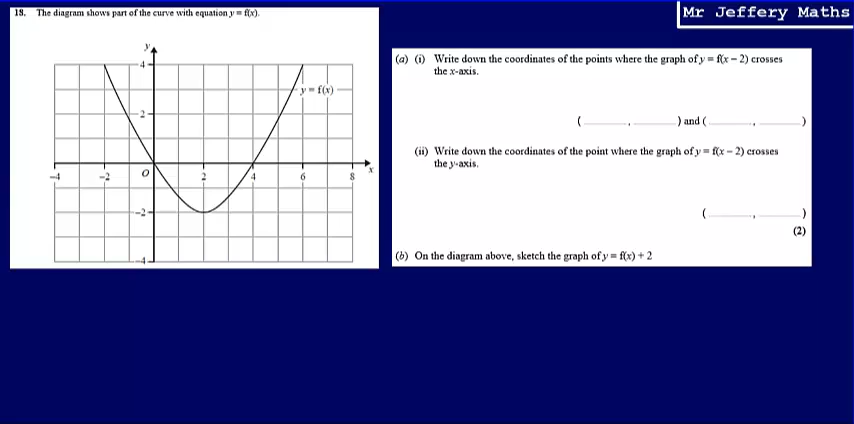 Mr Jeffery Maths
18. The diagram shows part of the curve with equation y = f(x).
y
4
y = f(x)
2
-4 -2 O 2 4 6 8 x
-2
-4
(a) (i) Write down the coordinates of the points where the graph of y = f(x – 2) crosses
the x-axis.
( , ) and ( , )
(ii) Write down the coordinates of the point where the graph of y = f(x – 2) crosses
the y-axis.
( , )
(2)
(b) On the diagram above, sketch the graph of y = f(x) + 2